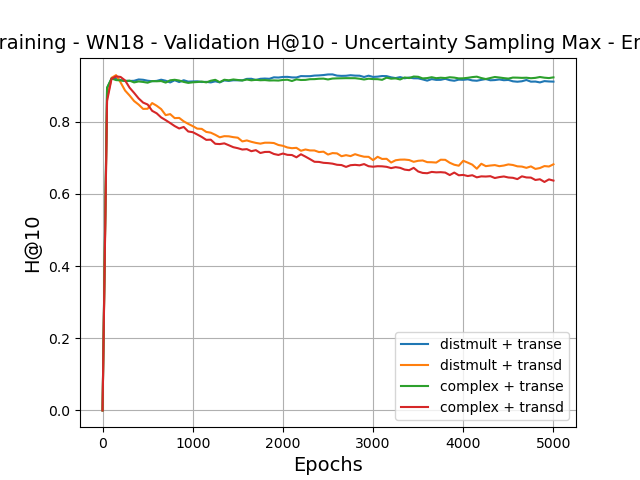 raining - WN18 - Validation H@10 - Uncertainty Sampling Max - En
H@10
0.8
0.6
0.4
0.2
0.0
0
1000
2000
3000
4000
5000
Epochs
distmult + transe
distmult + transd
complex + transe
complex + transd